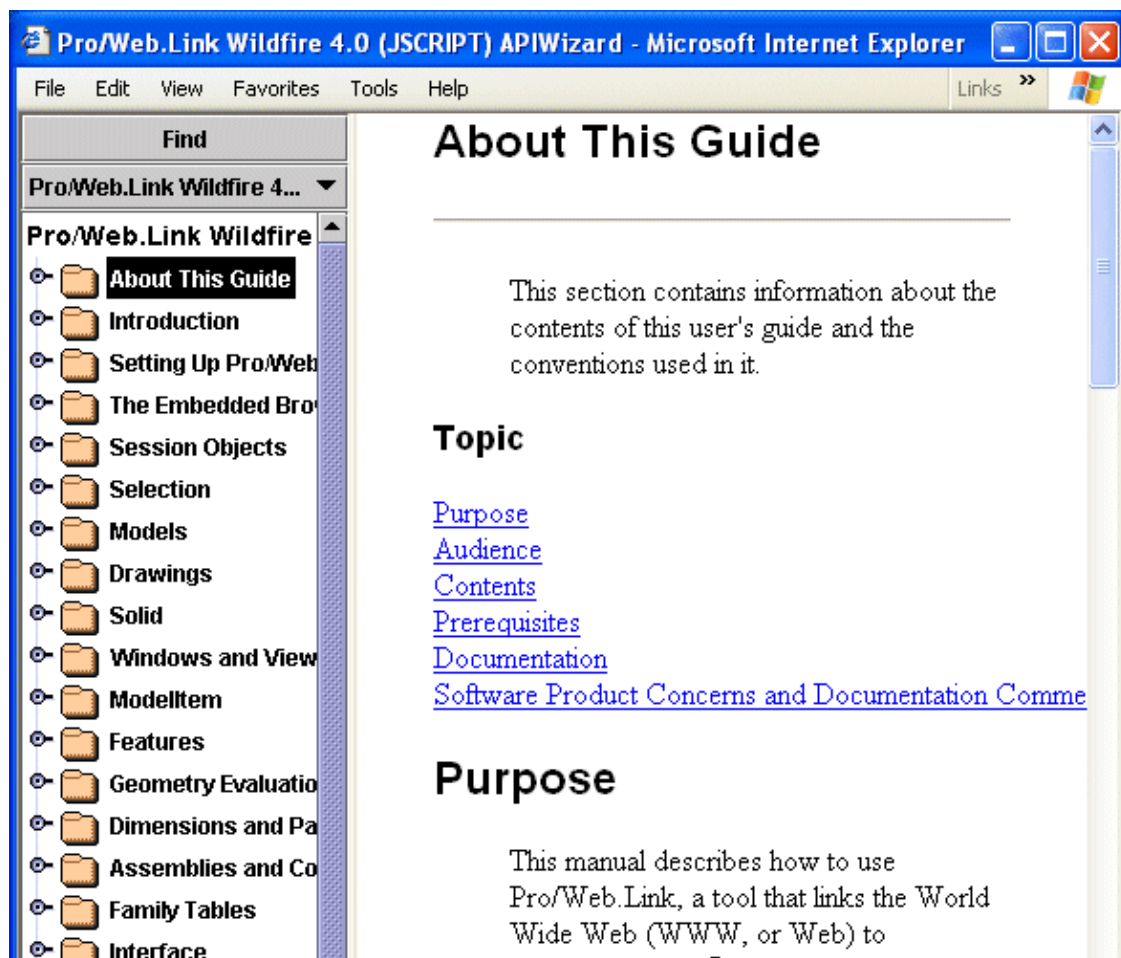 Pro/Web.Link Wildfire 4.0 (JSCRIPT) APIWizard - Microsoft Internet Explorer
File Edit View Favorites Tools Help Links »
Find
Pro/Web.Link Wildfire 4...
Pro/Web.Link Wildfire
About This Guide
Introduction
Setting Up Pro/Web
The Embedded Bro
Session Objects
Selection
Models
Drawings
Solid
Windows and View
ModelItem
Features
Geometry Evaluatio
Dimensions and Pa
Assemblies and Co
Family Tables
Interface
About This Guide
This section contains information about the
contents of this user's guide and the
conventions used in it.
Topic
Purpose
Audience
Contents
Prerequisites
Documentation
Software Product Concerns and Documentation Comme
Purpose
This manual describes how to use
Pro/Web.Link, a tool that links the World
Wide Web (WWW, or Web) to